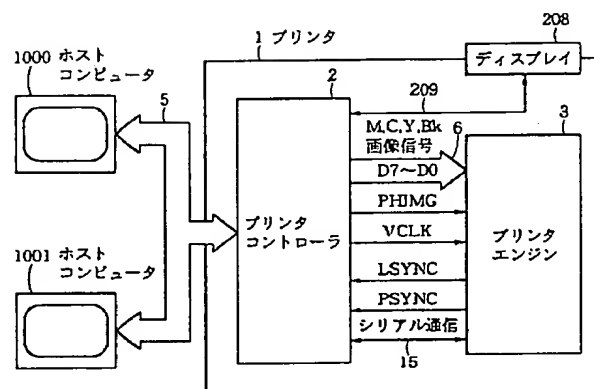 1 プリンタ
208
ディスプレイ
1000 ホスト
コンピュータ
5
2
209
3
M,C,Y,Bk
画像信号
6
D7〜D0
PHIMG
VCLK
プリンタ
コントローラ
プリンタ
エンジン
LSYNC
PSYNC
シリアル通信
15
1001 ホスト
コンピュータ